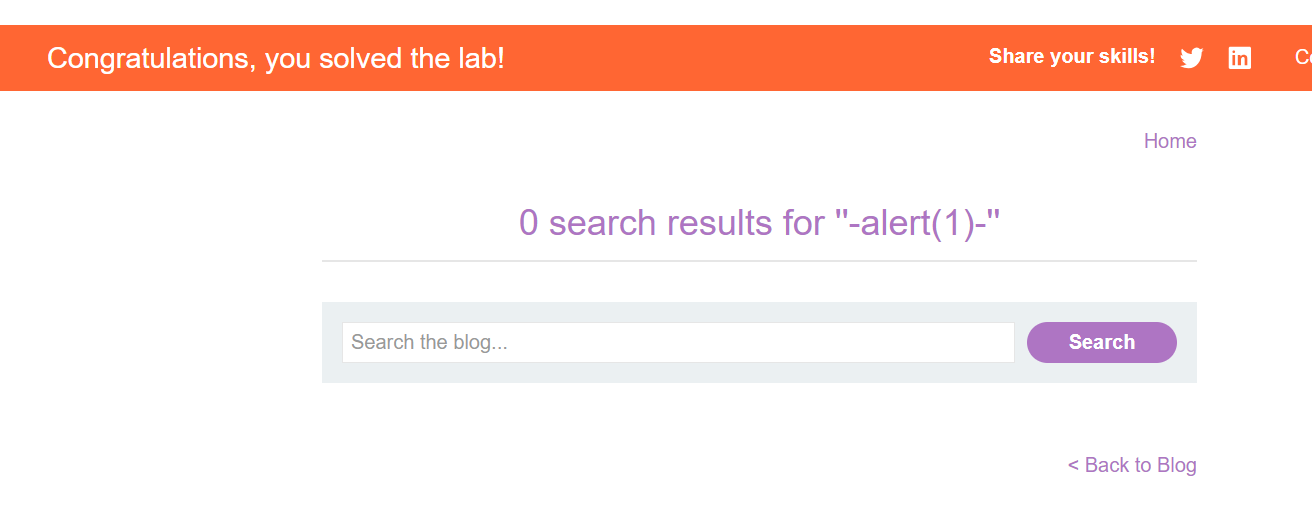 Congratulations, you solved the lab!
Share your skills!
Home
0 search results for ''-alert(1)-''
Search the blog...
Search
< Back to Blog